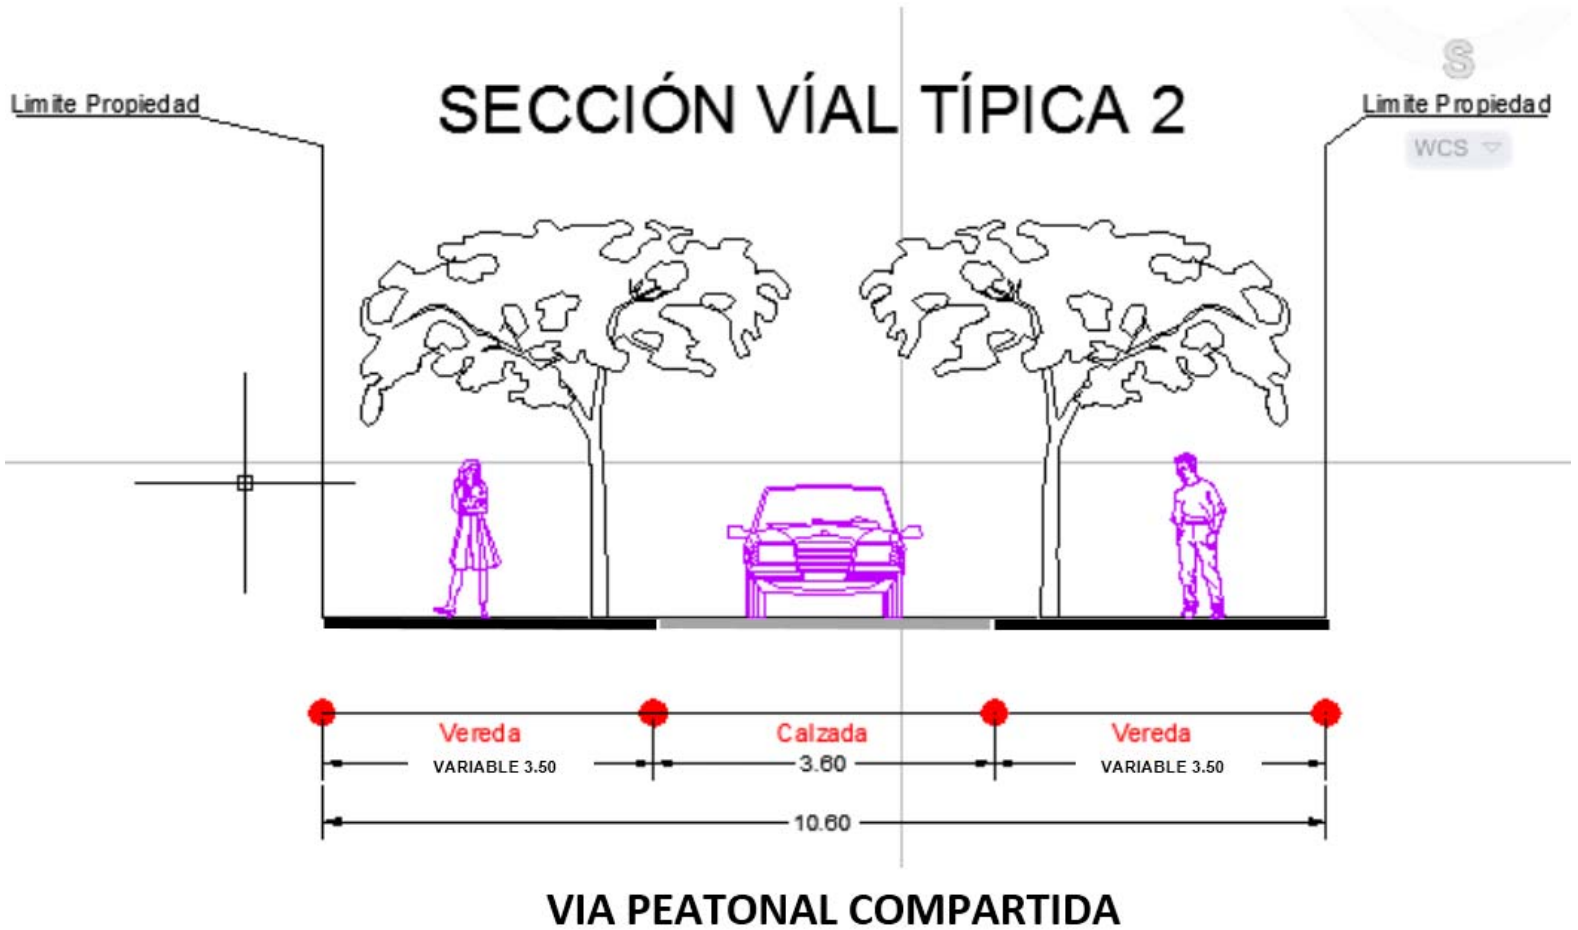 S
Limite Propiedad
SECCIÓN VÍAL TÍPICA 2
Limite Propiedad
WCS
Vereda
Calzada
Vereda
VARIABLE 3.50
3.60
VARIABLE 3.50
10.60
VIA PEATONAL COMPARTIDA